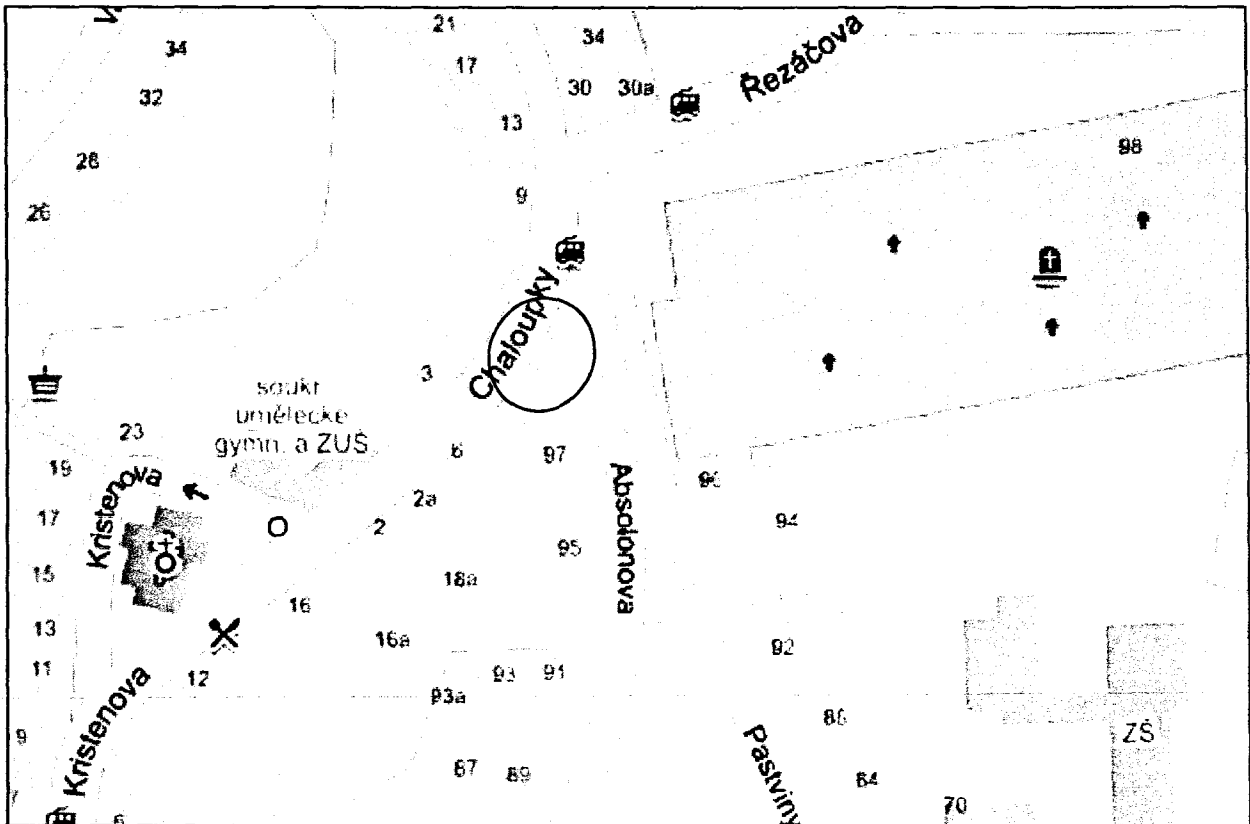 21
34
34
17
30
30a
Řezáčova
32
13
98
28
9
26
Chaloupky
3
soukr
umělecké
gymn. a ZUŠ
23
6
97
19
Kristenova
2a
Absolonova
17
2
94
95
15
18a
16
13
16a
92
11
12
93
91
93a
9
Kristenova
ZŠ
Pastviny
87
89
84
70
6